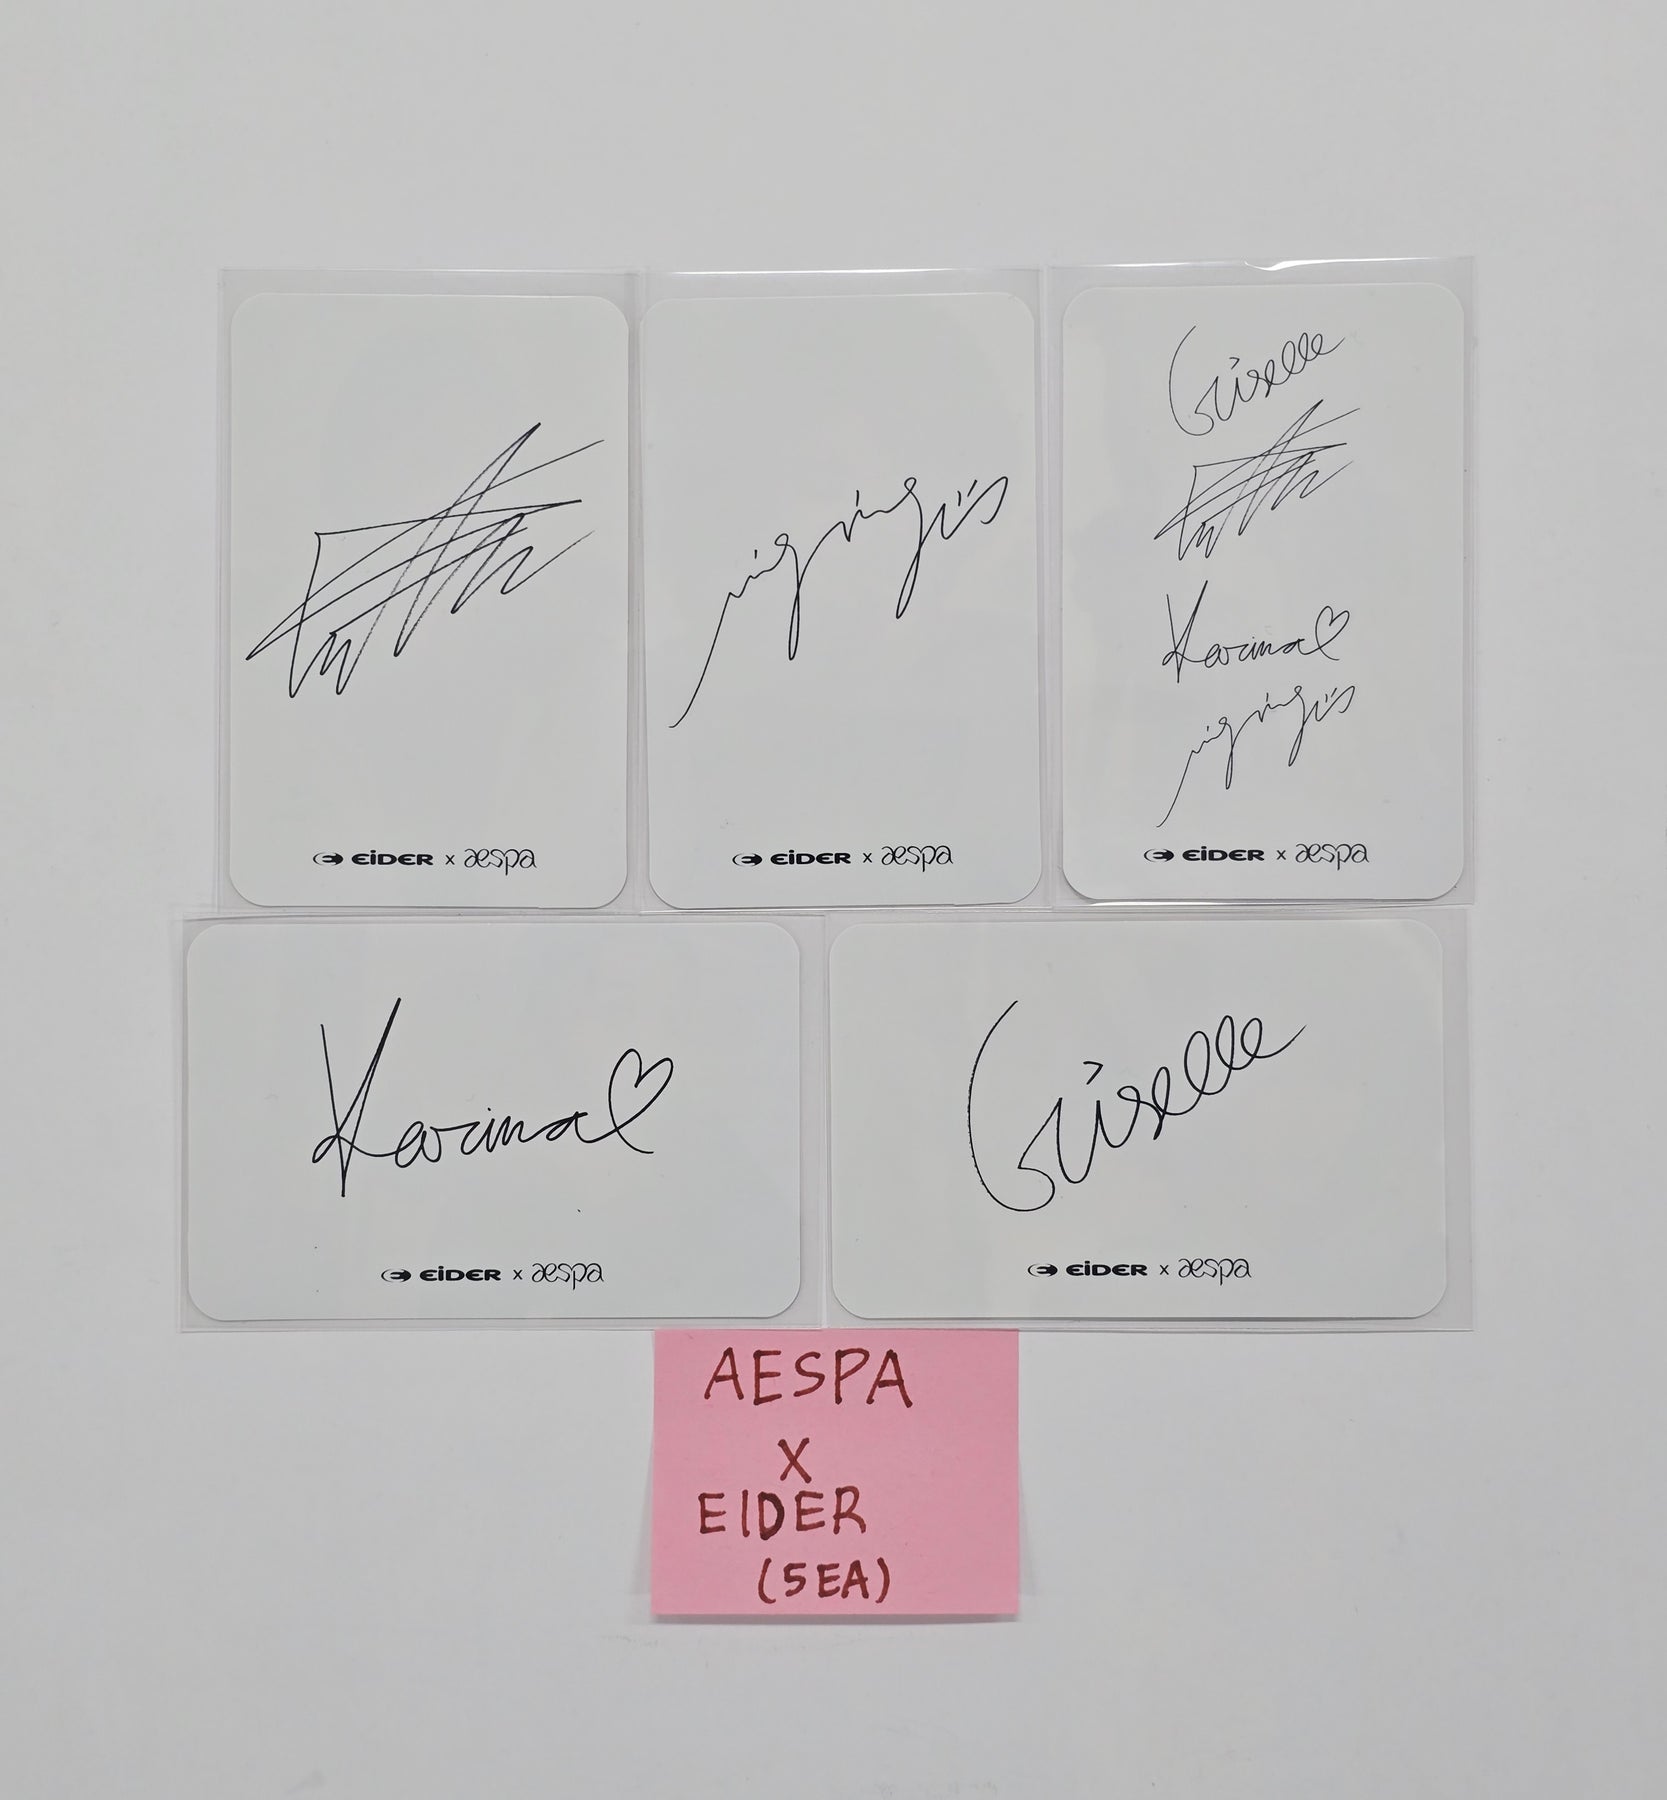 Giselle
Karina
EiDER x aespa
EiDER x aespa
EiDER x aespa
Karina
Giselle
EiDER x aespa
EiDER x aespa
AESPA
X
EIDER
(5EA)